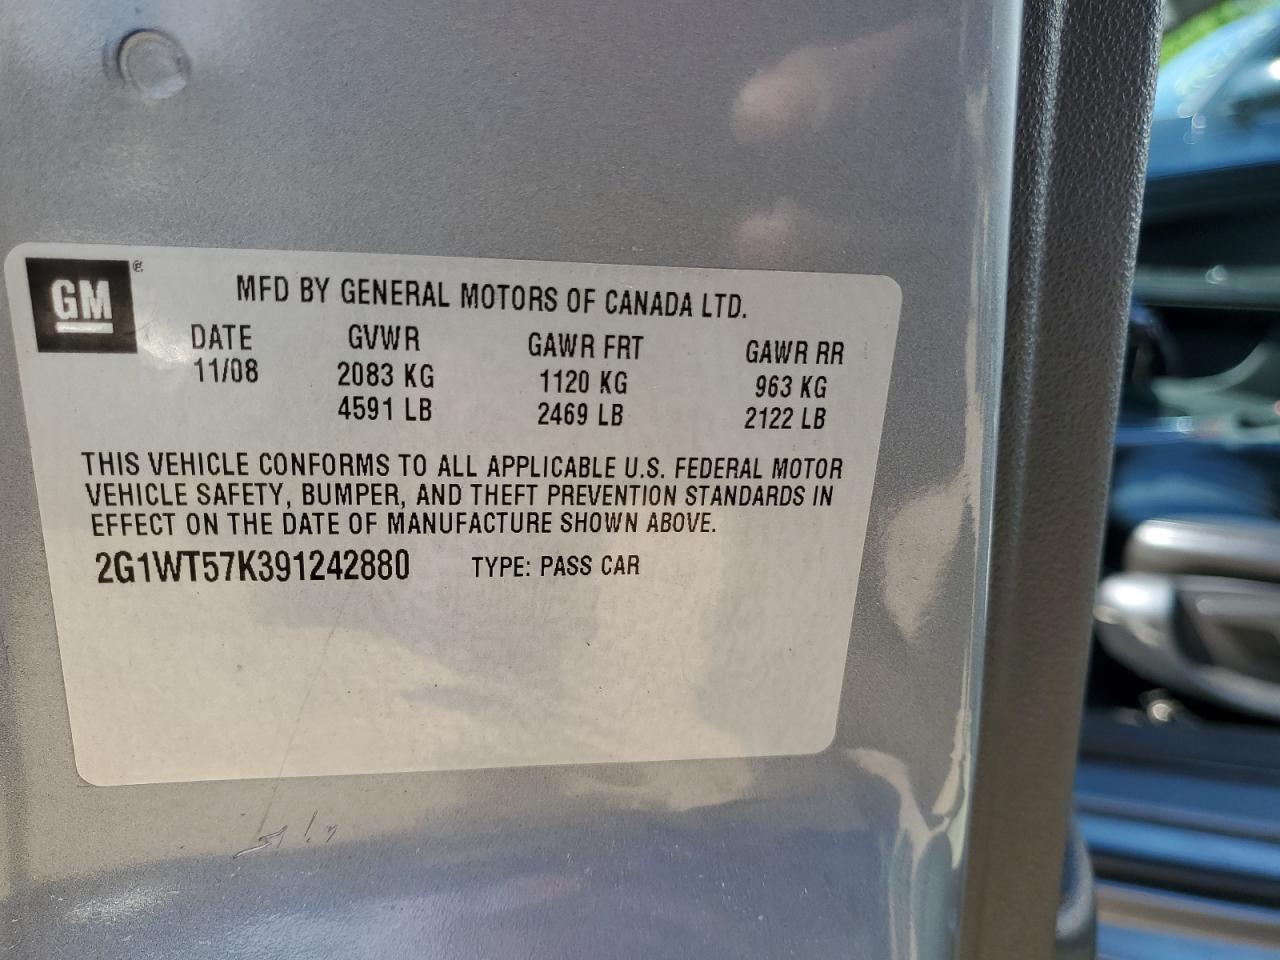 GM
MFD BY GENERAL MOTORS OF CANADA LTD.
DATE GVWR GAWR FRT GAWR RR
11/08 2083 KG 1120 KG 963 KG
4591 LB 2469 LB 2122 LB
THIS VEHICLE CONFORMS TO ALL APPLICABLE U.S. FEDERAL MOTOR
VEHICLE SAFETY, BUMPER, AND THEFT PREVENTION STANDARDS IN
EFFECT ON THE DATE OF MANUFACTURE SHOWN ABOVE.
2G1WT57K391242880 TYPE: PASS CAR